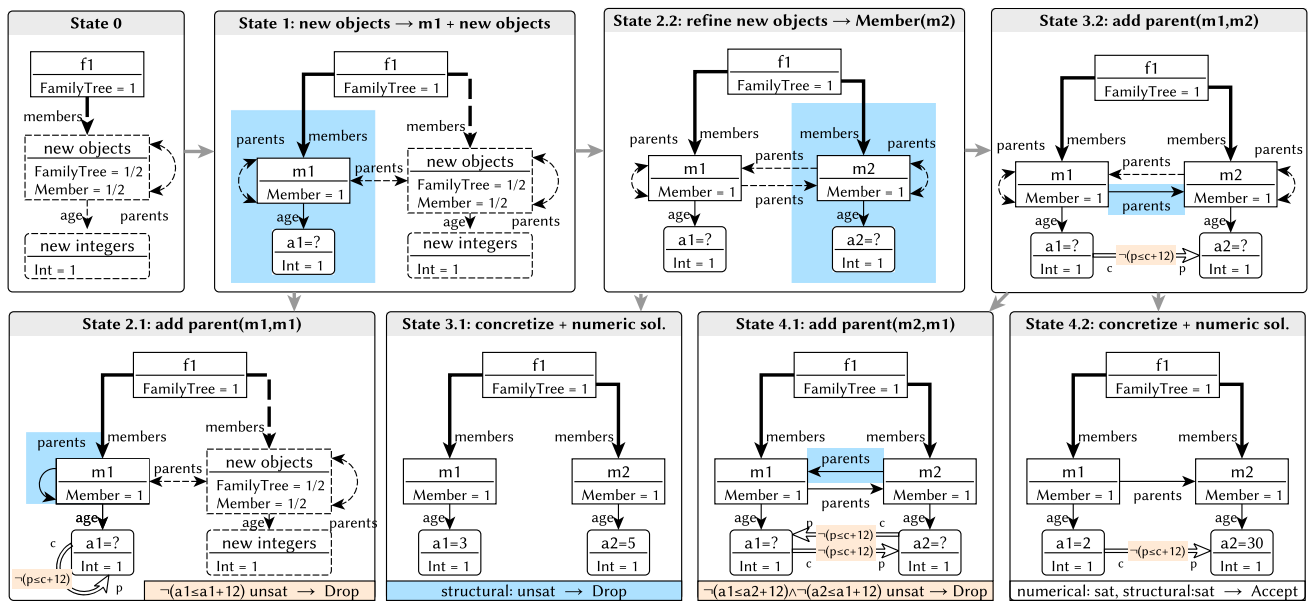 State 0
f1
FamilyTree = 1
members
new objects
FamilyTree = 1/2
Member = 1/2
age
parents
new integers
Int = 1
State 1: new objects → m1 + new objects
f1
FamilyTree = 1
parents
members
members
m1
Member = 1
parents
new objects
FamilyTree = 1/2
Member = 1/2
age
age
parents
a1=?
Int = 1
new integers
Int = 1
State 2.2: refine new objects → Member(m2)
f1
FamilyTree = 1
parents
members
members
parents
m1
Member = 1
parents
parents
m2
Member = 1
age
age
a1=?
Int = 1
a2=?
Int = 1
State 3.2: add parent(m1,m2)
f1
FamilyTree = 1
parents
members
members
parents
m1
Member = 1
parents
parents
m2
Member = 1
age
age
a1=?
Int = 1
c
¬(p≤c+12)
p
a2=?
Int = 1
State 2.1: add parent(m1,m1)
f1
FamilyTree = 1
parents
members
members
m1
Member = 1
parents
new objects
FamilyTree = 1/2
Member = 1/2
age
age
parents
a1=?
Int = 1
c
¬(p≤c+12)
p
new integers
Int = 1
¬(a1≤a1+12) unsat → Drop
State 3.1: concretize + numeric sol.
f1
FamilyTree = 1
members
members
m1
Member = 1
m2
Member = 1
age
age
a1=3
Int = 1
a2=5
Int = 1
structural: unsat → Drop
State 4.1: add parent(m2,m1)
f1
FamilyTree = 1
members
members
parents
m1
Member = 1
parents
m2
Member = 1
age
age
a1=?
Int = 1
p
¬(p≤c+12)
c
c
¬(p≤c+12)
p
a2=?
Int = 1
¬(a1≤a2+12)∧¬(a2≤a1+12) unsat → Drop
State 4.2: concretize + numeric sol.
f1
FamilyTree = 1
members
members
m1
Member = 1
parents
m2
Member = 1
age
age
a1=2
Int = 1
c
¬(p≤c+12)
p
a2=30
Int = 1
numerical: sat, structural:sat → Accept